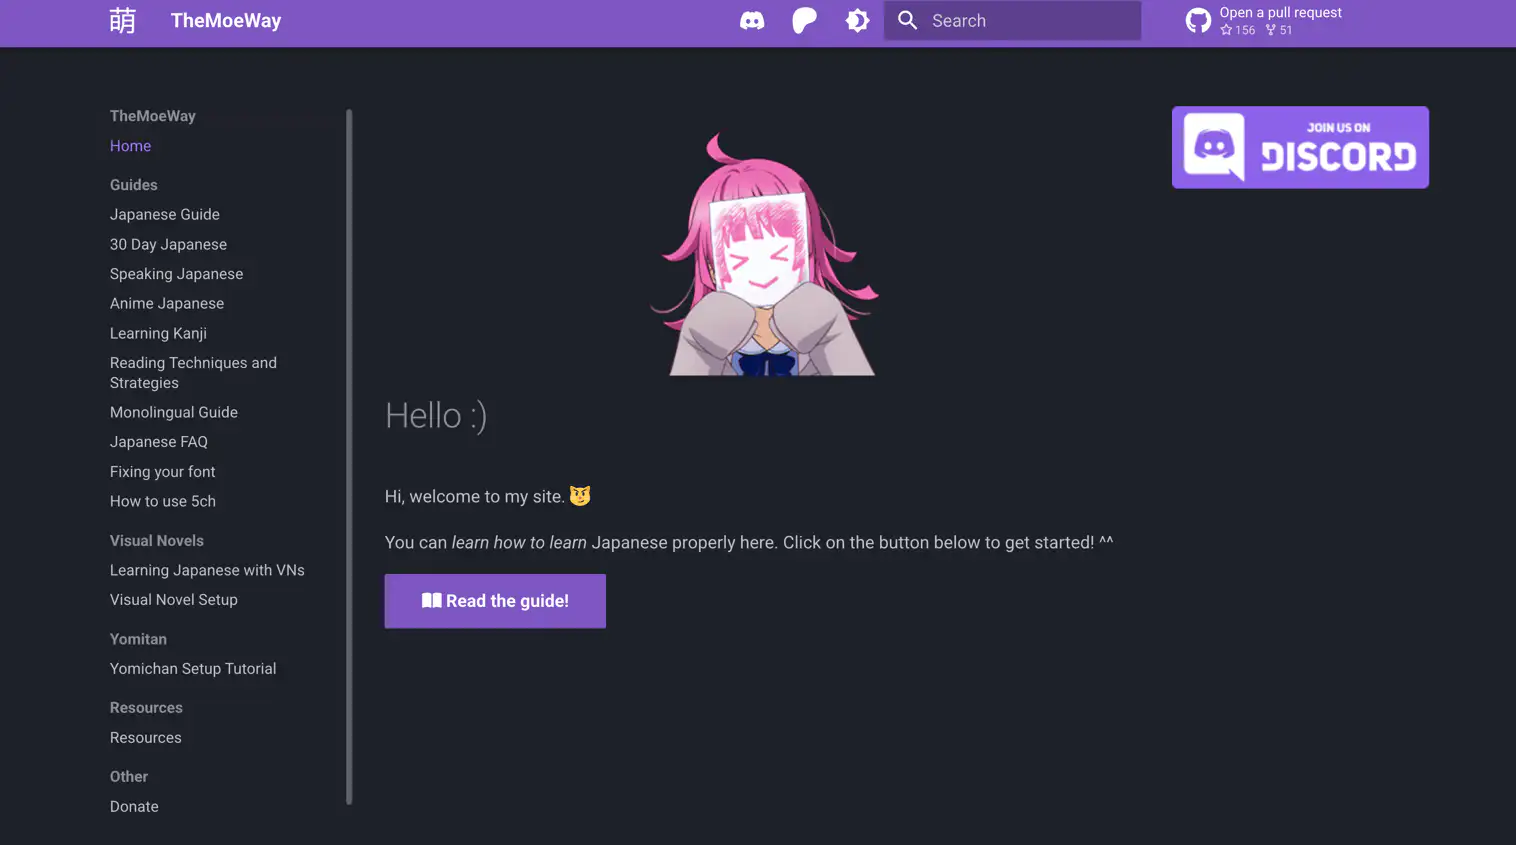 萌 TheMoeWay
Search
Open a pull request
156 51
TheMoeWay
Home
Guides
Japanese Guide
30 Day Japanese
Speaking Japanese
Anime Japanese
Learning Kanji
Reading Techniques and
Strategies
Monolingual Guide
Japanese FAQ
Fixing your font
How to use 5ch
Visual Novels
Learning Japanese with VNs
Visual Novel Setup
Yomitan
Yomichan Setup Tutorial
Resources
Resources
Other
Donate
Hello :)
Hi, welcome to my site. 😼
You can learn how to learn Japanese properly here. Click on the button below to get started! ^^
Read the guide!
JOIN US ON
DISCORD